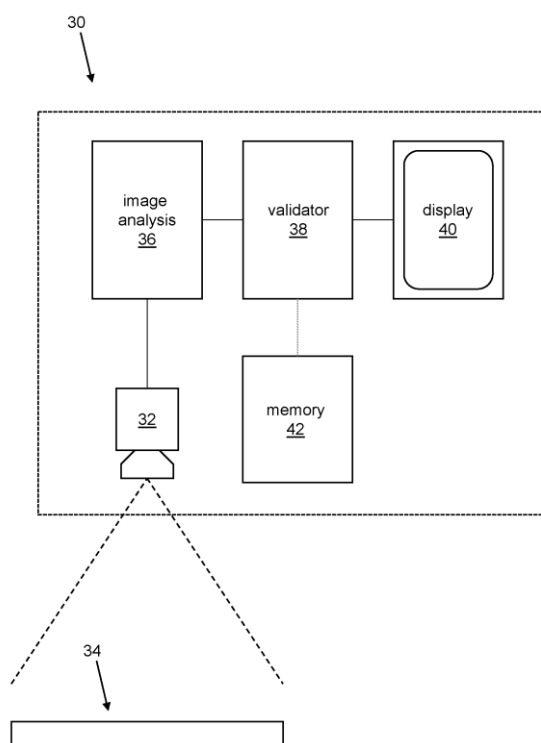 30
image
analysis
36
validator
38
display
40
32
memory
42
34